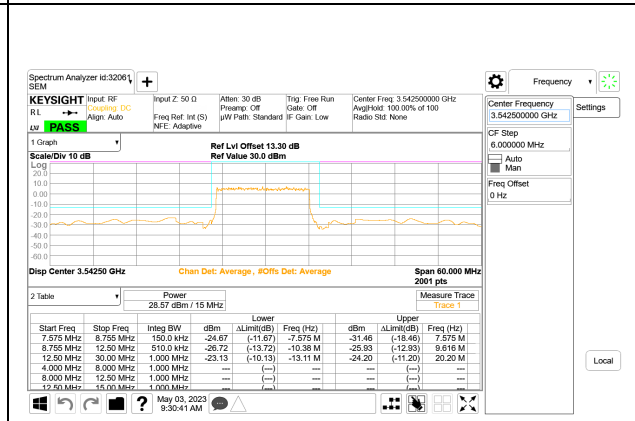 Spectrum Analyzer id:32061
SEM
Frequency
KEYSIGHT
R L
LVI PASS
Input: RF
Coupling: DC
Align: Auto
Input Z: 50 Ω
Freq Ref: Int (S)
NFE: Adaptive
Atten: 30 dB
Preamp: Off
µW Path: Standard
Trig: Free Run
Gate: Off
IF Gain: Low
Center Freq: 3.542500000 GHz
Avg|Hold: 100.00% of 100
Radio Std: None
Center Frequency
3.542500000 GHz
Settings
CF Step
6.000000 MHz
Auto
Man
Freq Offset
0 Hz
Local
1 Graph
Scale/Div 10 dB
Ref Lvl Offset 13.30 dB
Ref Value 30.0 dBm
Log
20.0
10.0
0.00
-10.0
-20.0
-30.0
-40.0
-50.0
-60.0
Disp Center 3.54250 GHz
Chan Det: Average, #Offs Det: Average
Span 60.000 MHz
2001 pts
2 Table
Power
28.57 dBm / 15 MHz
Measure Trace
Trace 1
Lower Upper
Start Freq Stop Freq Integ BW dBm ΔLimit(dB) Freq (Hz) dBm ΔLimit(dB) Freq (Hz)
7.575 MHz 8.755 MHz 150.0 kHz -24.67 (-11.67) -7.575 M -31.46 (-18.46) 7.575 M
8.755 MHz 12.50 MHz 510.0 kHz -26.72 (-13.72) -10.38 M -25.93 (-12.93) 9.616 M
12.50 MHz 30.00 MHz 1.000 MHz -23.13 (-10.13) -13.11 M -24.20 (-11.20) 20.20 M
4.000 MHz 8.000 MHz 1.000 MHz --- (---) --- --- (---) ---
8.000 MHz 12.50 MHz 1.000 MHz --- (---) --- --- (---) ---
12.50 MHz 15.00 MHz 1.000 MHz --- (---) --- --- (---) ---
May 03, 2023
9:30:41 AM